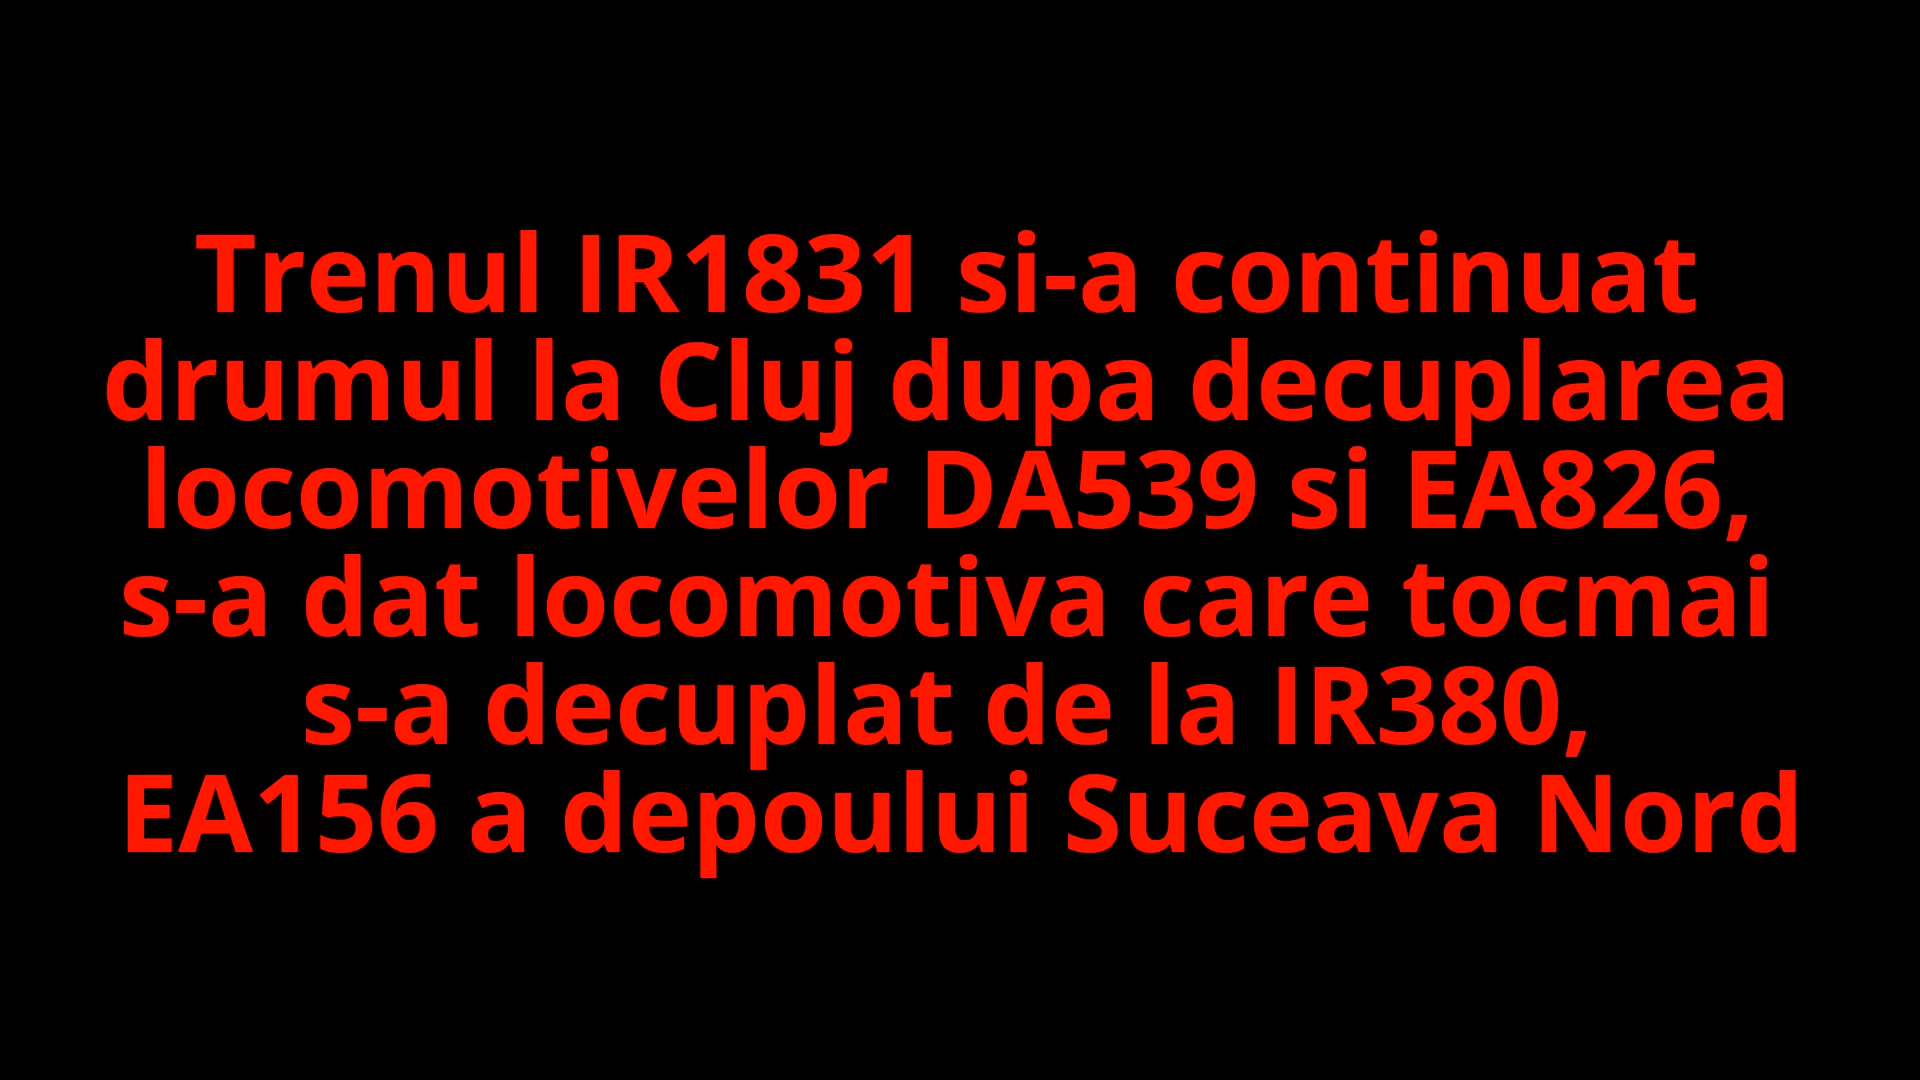 Trenul IR1831 si-a continuat
drumul la Cluj dupa decuplarea
locomotivelor DA539 si EA826,
s-a dat locomotiva care tocmai
s-a decuplat de la IR380,
EA156 a depoului Suceava Nord